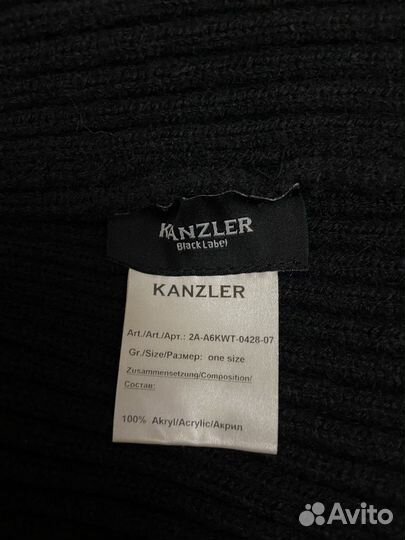 KANZLER
Black Label
KANZLER
Art./Art./Арт.: 2A-A6KWT-0428-07
Gr./Size/Размер: one size
Zusammensetzung/Composition/
Состав:
100% Akryl/Acrylic/Акрил
Avito